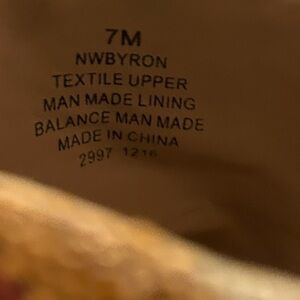 7M
NWBYRON
TEXTILE UPPER
MAN MADE LINING
BALANCE MAN MADE
MADE IN CHINA
2997 1216